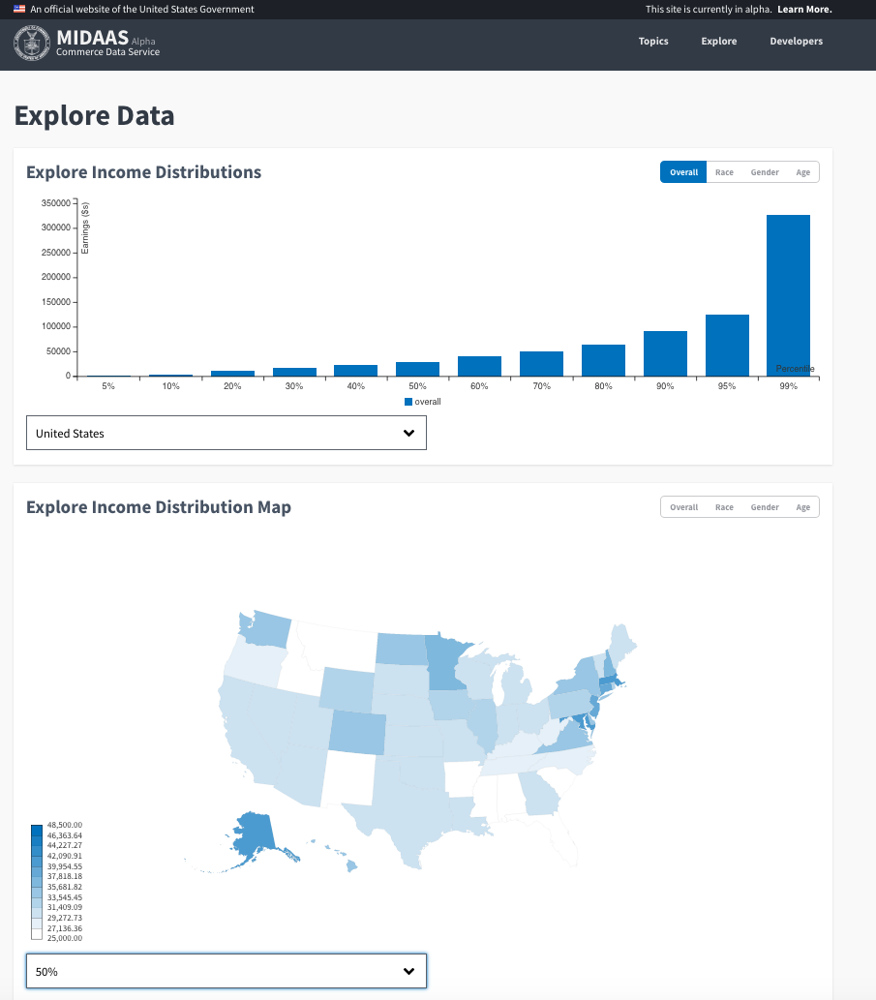 An official website of the United States Government
This site is currently in alpha. Learn More.
MIDAAS Alpha
Commerce Data Service
Topics Explore Developers
Explore Data
Explore Income Distributions
Overall Race Gender Age
Earnings ($s)
350000
300000
250000
200000
150000
100000
50000
0
Percentile
5% 10% 20% 30% 40% 50% 60% 70% 80% 90% 95% 99%
overall
United States
Explore Income Distribution Map
Overall Race Gender Age
48,500.00
46,363.64
44,227.27
42,090.91
39,954.55
37,818.18
35,681.82
33,545.45
31,409.09
29,272.73
27,136.36
25,000.00
50%